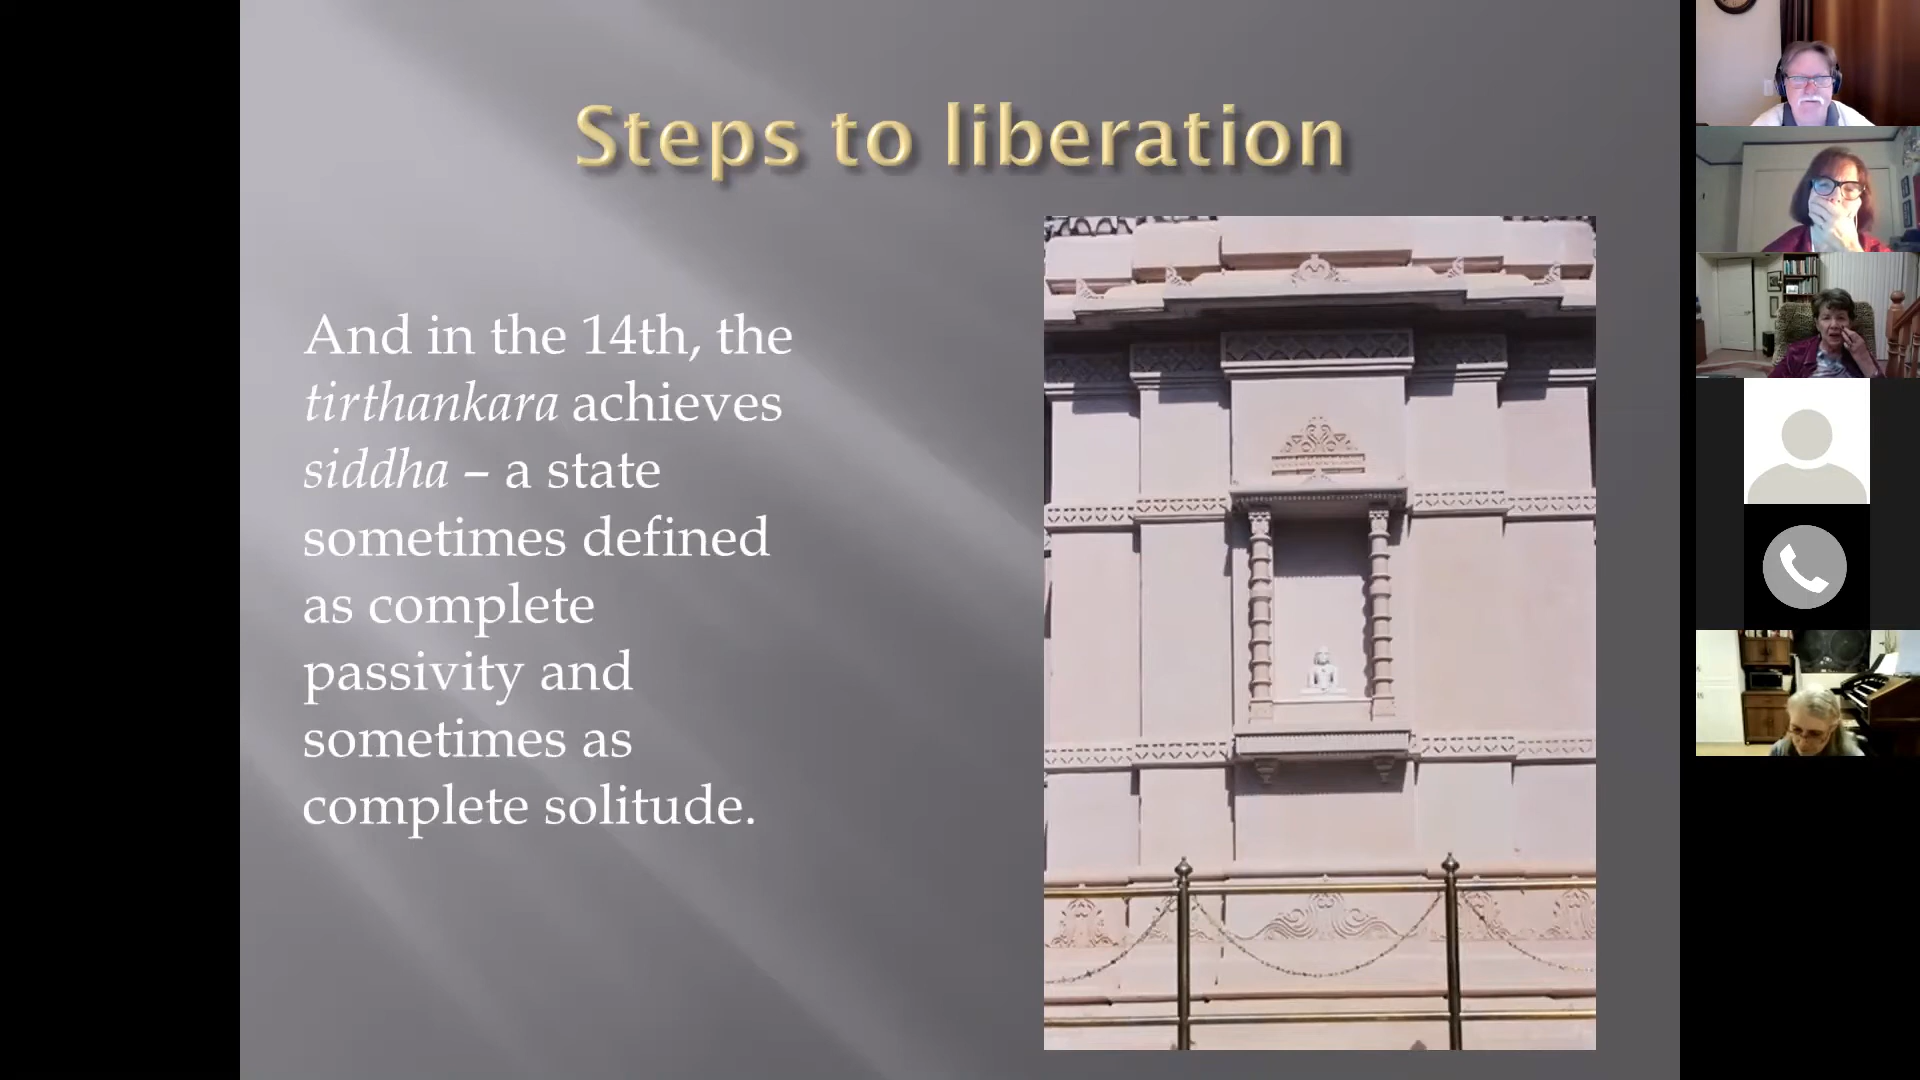 Steps to liberation
And in the 14th, the
tirthankara achieves
siddha – a state
sometimes defined
as complete
passivity and
sometimes as
complete solitude.